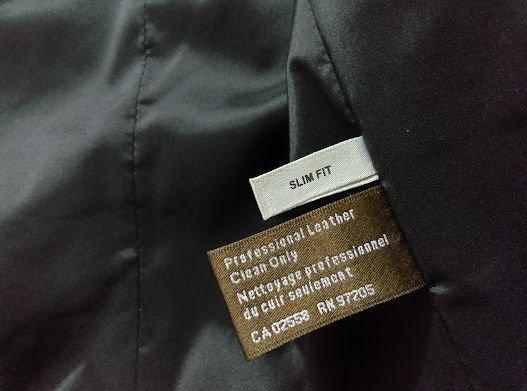 SLIM FIT
Professional Leather
Clean Only
Nettoyage professionnel
du cuir seulement
CA 02558 RN 97205